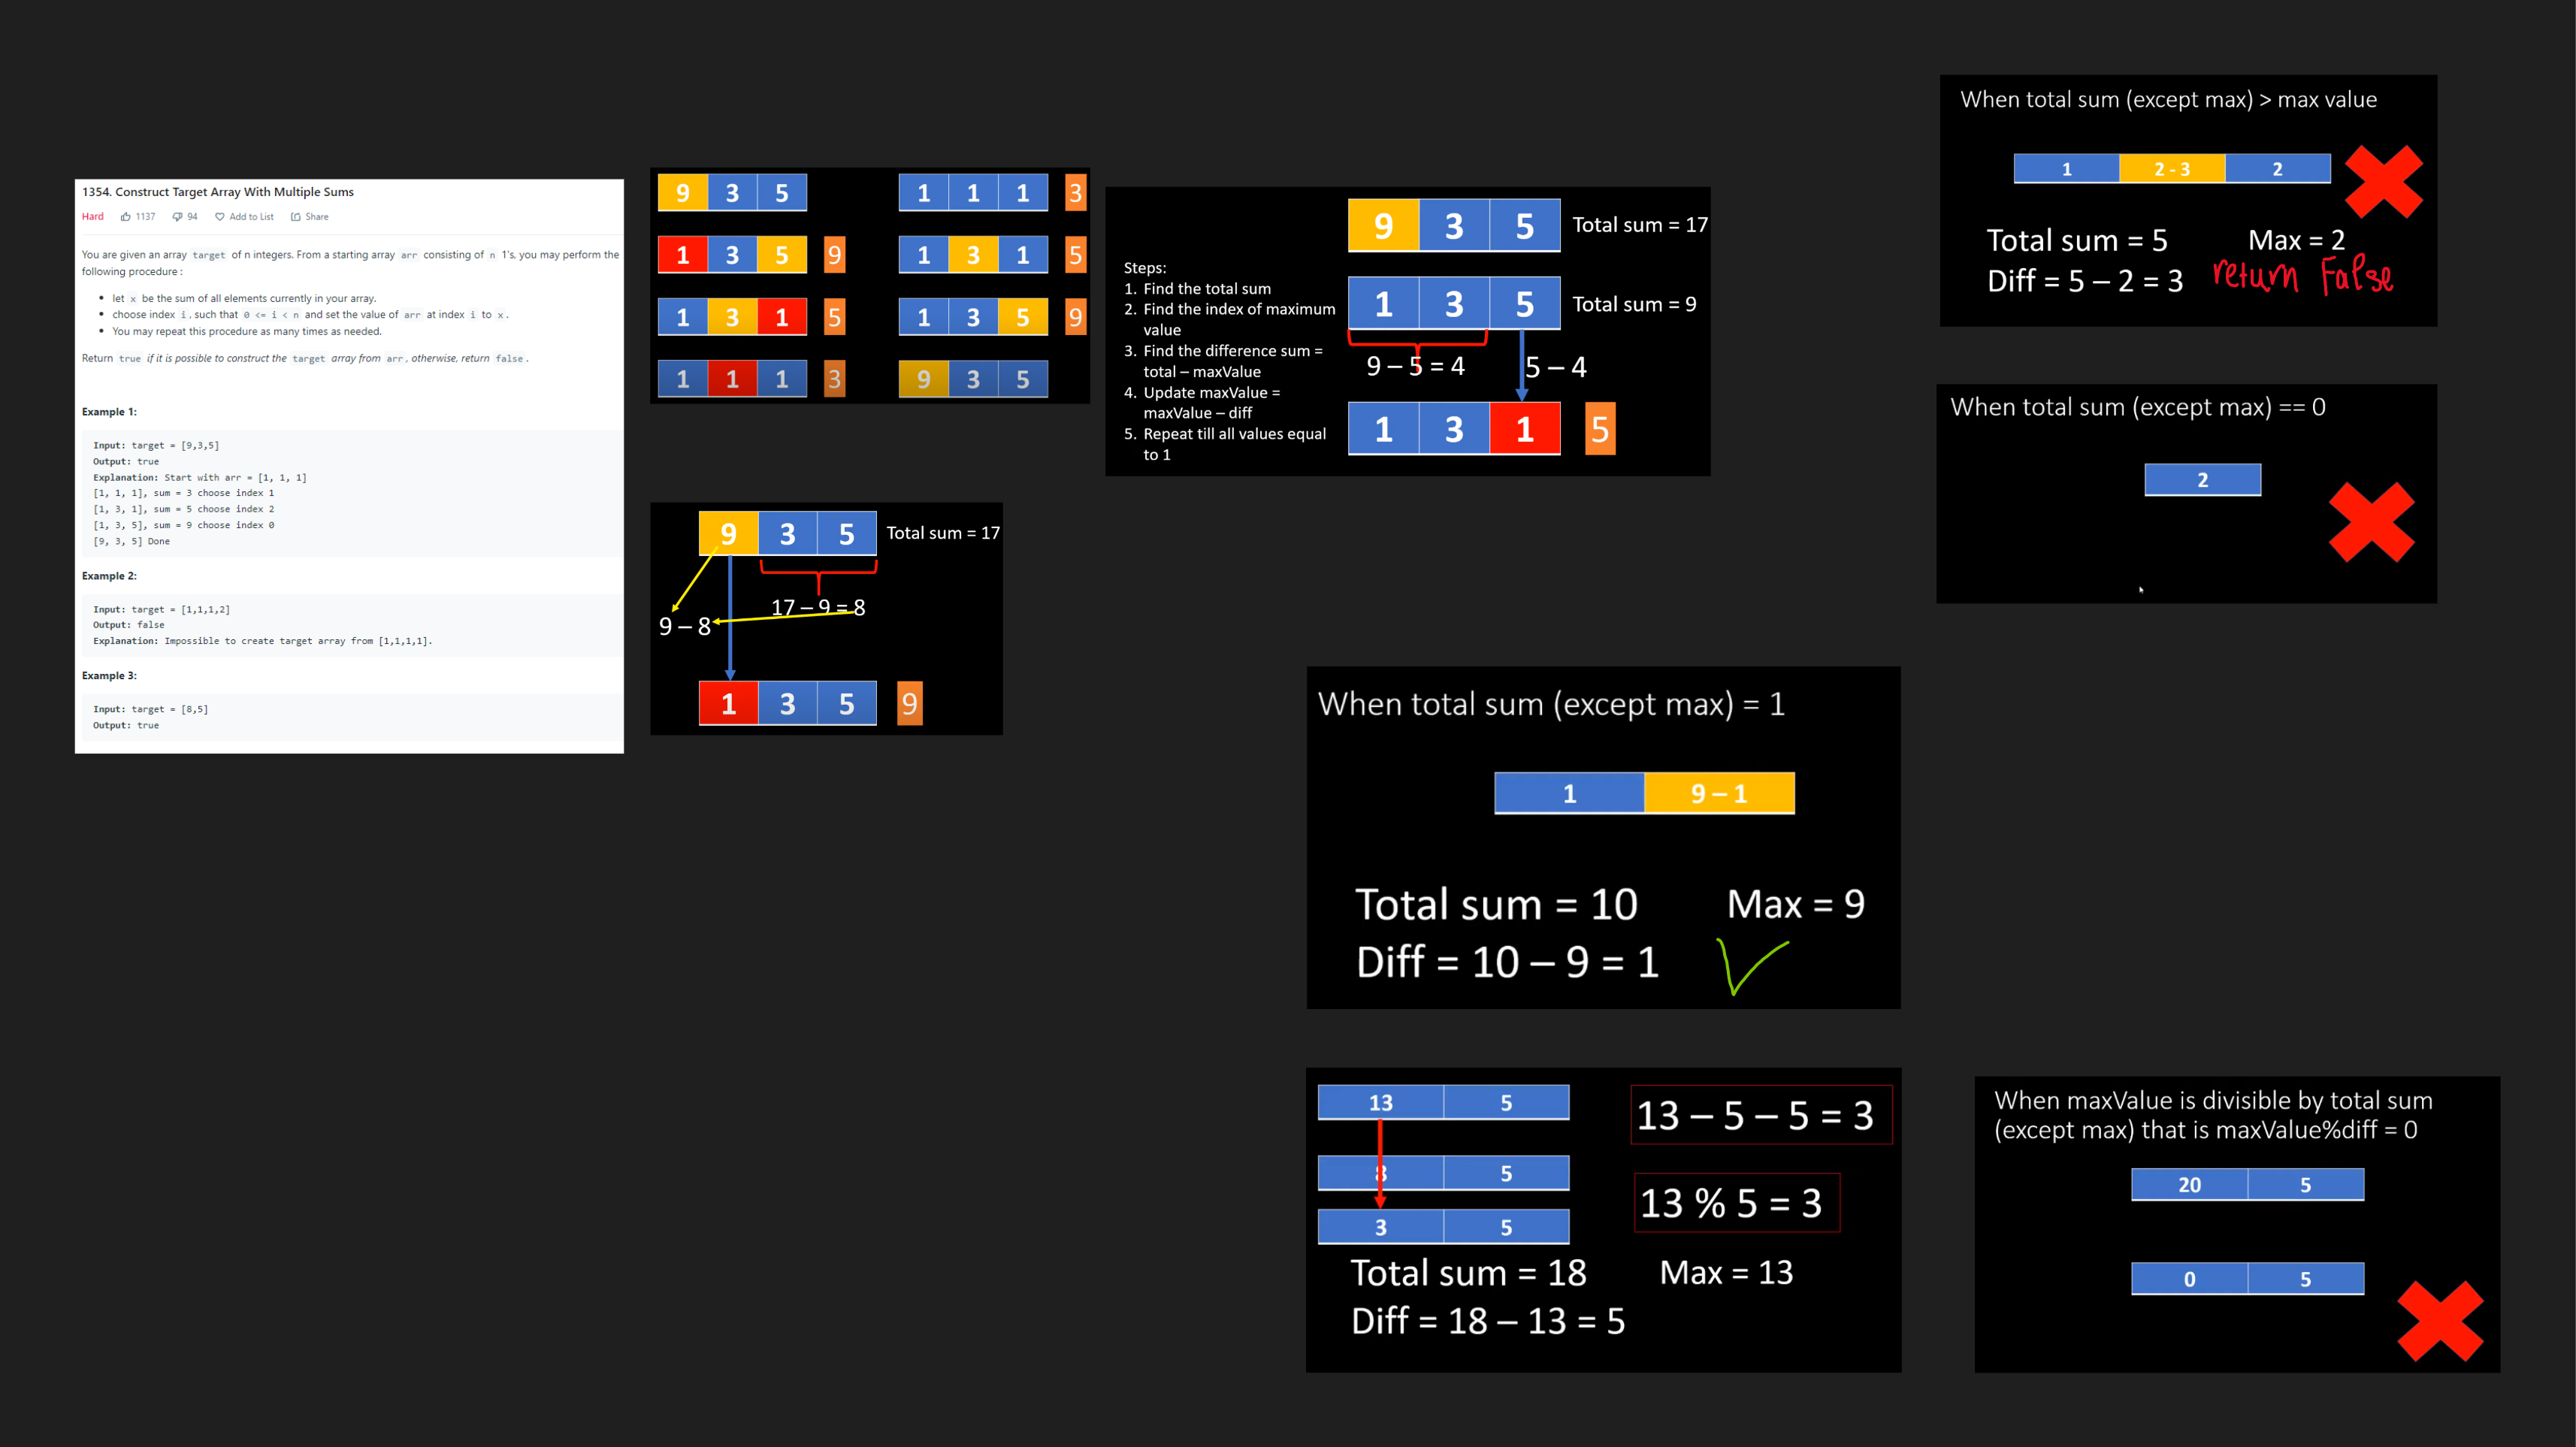 1354. Construct Target Array With Multiple Sums
Hard 1137 94 Add to List Share
You are given an array target of n integers. From a starting array arr consisting of n 1's, you may perform the
following procedure :
• let x be the sum of all elements currently in your array.
• choose index i, such that 0 <= i < n and set the value of arr at index i to x.
• You may repeat this procedure as many times as needed.
Return true if it is possible to construct the target array from arr, otherwise, return false.
Example 1:
Input: target = [9,3,5]
Output: true
Explanation: Start with arr = [1, 1, 1]
[1, 1, 1], sum = 3 choose index 1
[1, 3, 1], sum = 5 choose index 2
[1, 3, 5], sum = 9 choose index 0
[9, 3, 5] Done
Example 2:
Input: target = [1,1,1,2]
Output: false
Explanation: Impossible to create target array from [1,1,1,1].
Example 3:
Input: target = [8,5]
Output: true
9 3 5
1 3 5 9
1 3 1 5
1 1 1 3
1 1 1 3
1 3 1 5
1 3 5 9
9 3 5
9 3 5 Total sum = 17
17 – 9 = 8
9 – 8
1 3 5 9
Steps:
1. Find the total sum
2. Find the index of maximum
value
3. Find the difference sum =
total – maxValue
4. Update maxValue =
maxValue – diff
5. Repeat till all values equal
to 1
9 3 5 Total sum = 17
1 3 5 Total sum = 9
9 – 5 = 4 5 – 4
1 3 1 5
When total sum (except max) > max value
1 2 - 3 2
Total sum = 5 Max = 2
Diff = 5 – 2 = 3 return False
When total sum (except max) == 0
2
When total sum (except max) = 1
1 9 – 1
Total sum = 10 Max = 9
Diff = 10 – 9 = 1
13 5
8 5
3 5
13 – 5 – 5 = 3
13 % 5 = 3
Total sum = 18 Max = 13
Diff = 18 – 13 = 5
When maxValue is divisible by total sum
(except max) that is maxValue%diff = 0
20 5
0 5